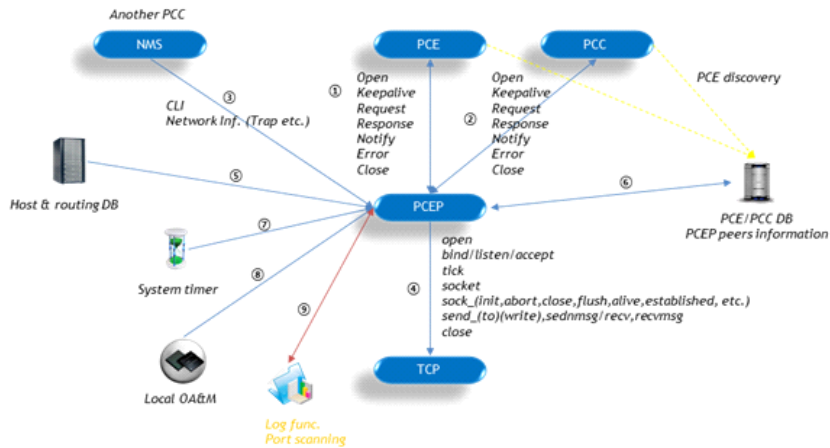 Another PCC
NMS
PCE
PCC
①
Open
Keepalive
Request
Response
Notify
Error
Close
②
Open
Keepalive
Request
Response
Notify
Error
Close
PCE discovery
③
CLI
Network Inf. (Trap etc.)
⑤
Host & routing DB
PCEP
⑥
PCE/PCC DB
PCEP peers information
⑦
System timer
⑧
Local OA&M
⑨
Log func.
Port scanning
④
open
bind/listen/accept
tick
socket
sock_(init,abort,close,flush,alive,established, etc.)
send_(to)(write),sednmsg/recv,recvmsg
close
TCP